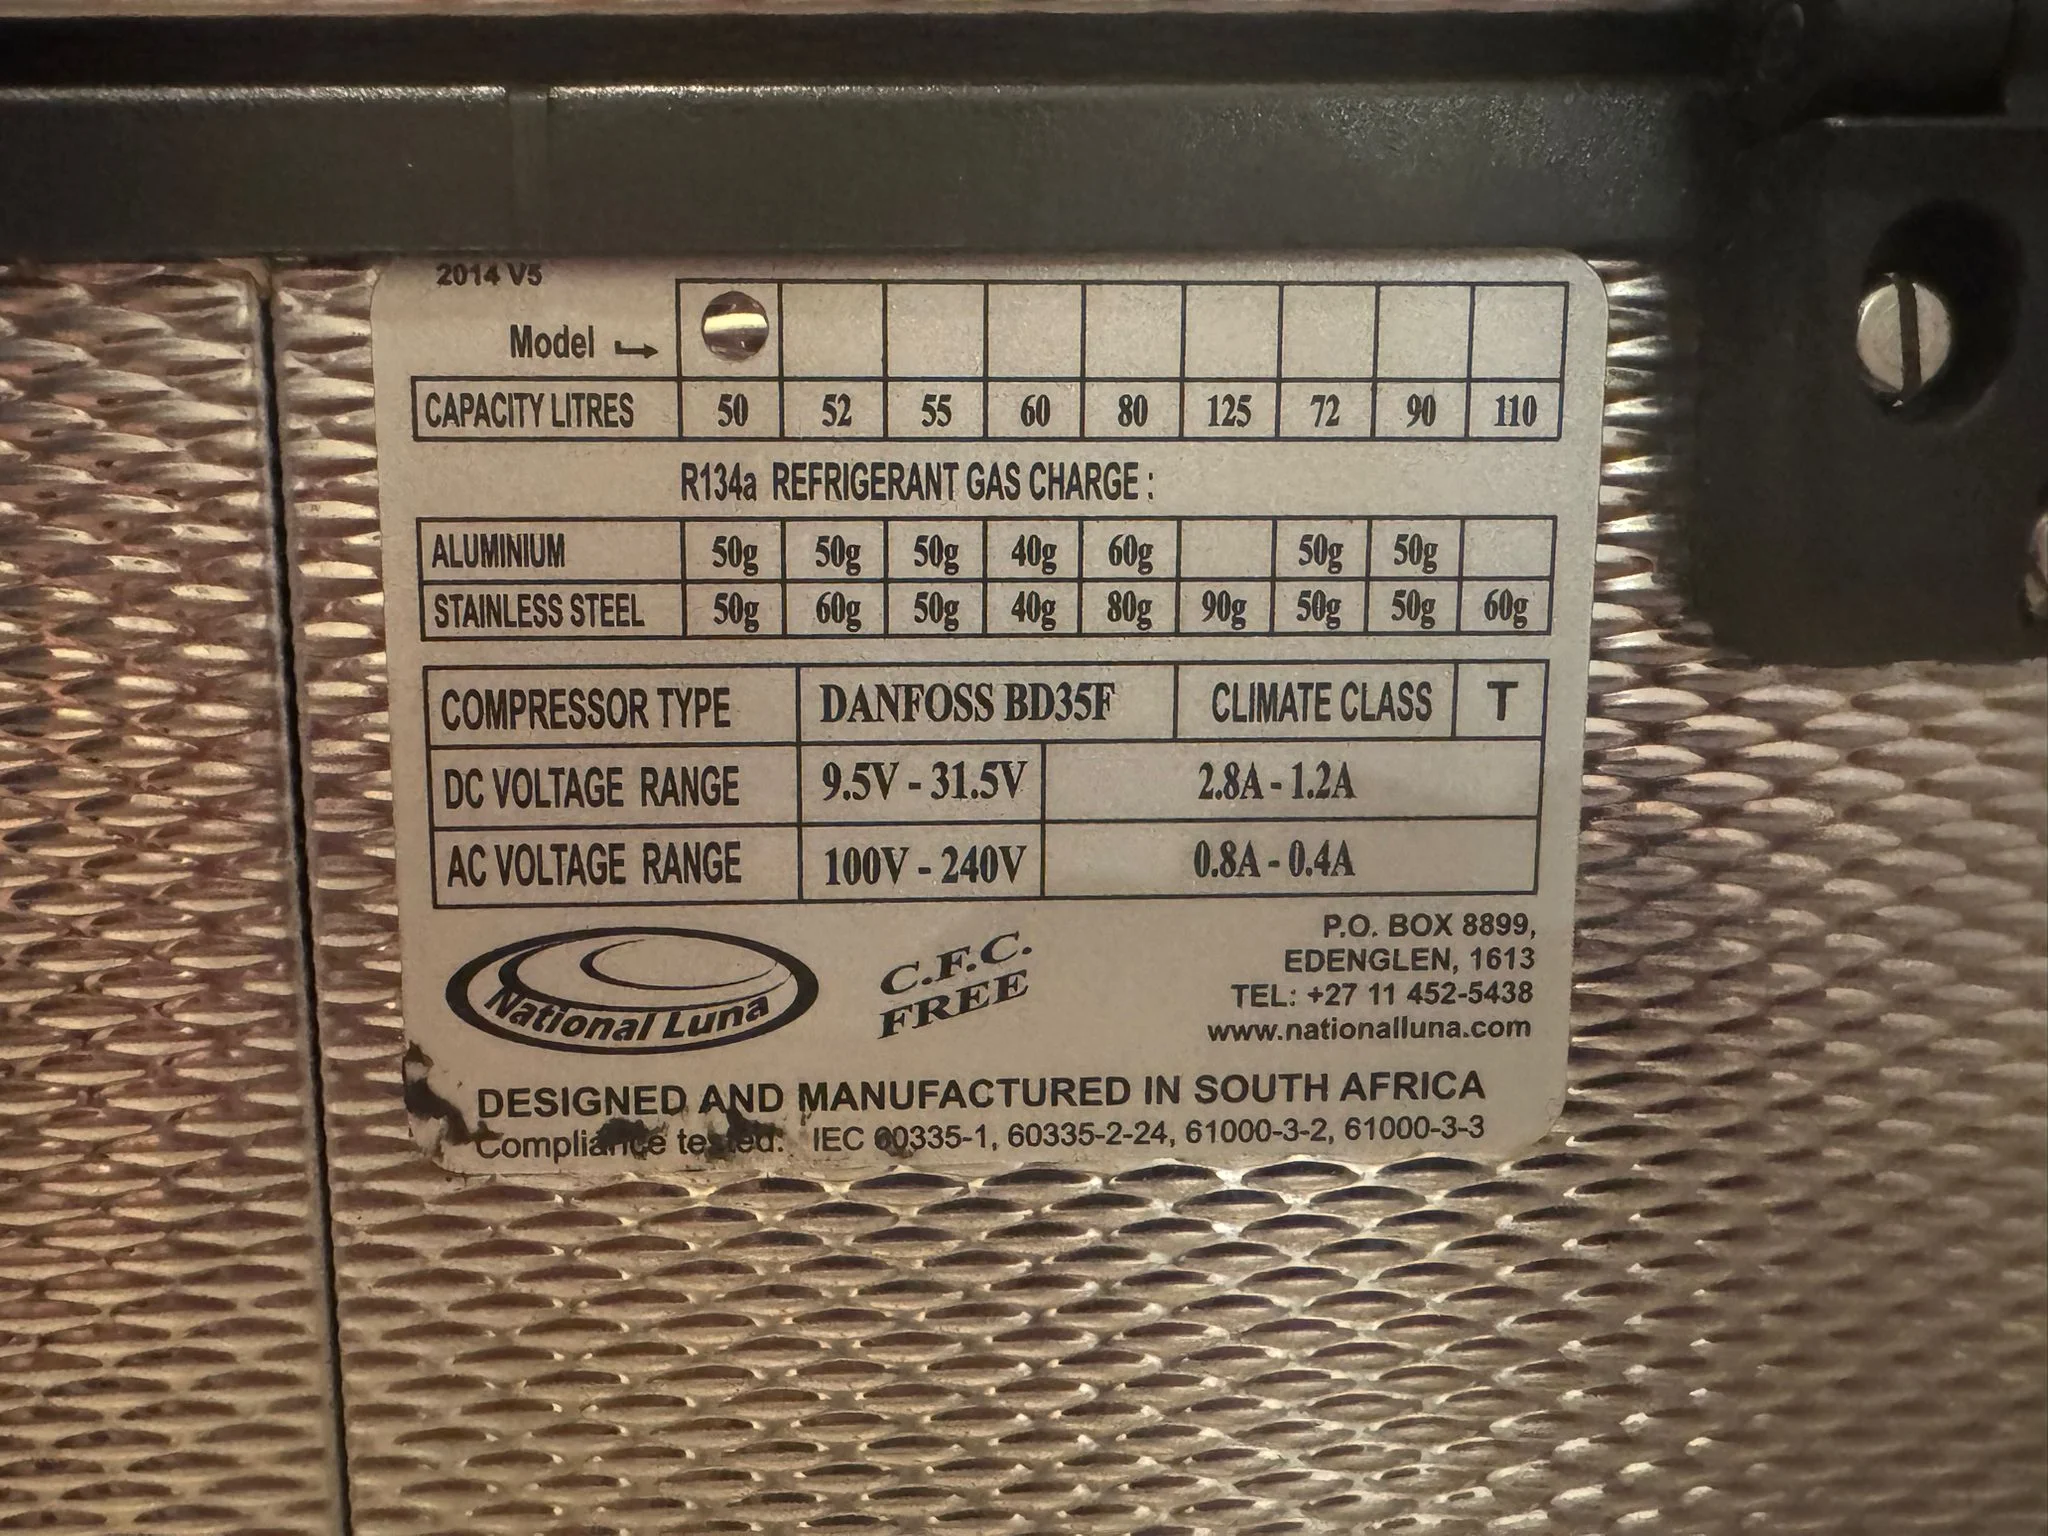 2014 V5
Model
CAPACITY LITRES 50 52 55 60 80 125 72 90 110
R134a REFRIGERANT GAS CHARGE :
ALUMINIUM 50g 50g 50g 40g 60g 50g 50g
STAINLESS STEEL 50g 60g 50g 40g 80g 90g 50g 50g 60g
COMPRESSOR TYPE DANFOSS BD35F CLIMATE CLASS T
DC VOLTAGE RANGE 9.5V - 31.5V 2.8A - 1.2A
AC VOLTAGE RANGE 100V - 240V 0.8A - 0.4A
National Luna
C.F.C.
FREE
P.O. BOX 8899,
EDENGLEN, 1613
TEL: +27 11 452-5438
www.nationalluna.com
DESIGNED AND MANUFACTURED IN SOUTH AFRICA
Compliance tested: IEC 60335-1, 60335-2-24, 61000-3-2, 61000-3-3